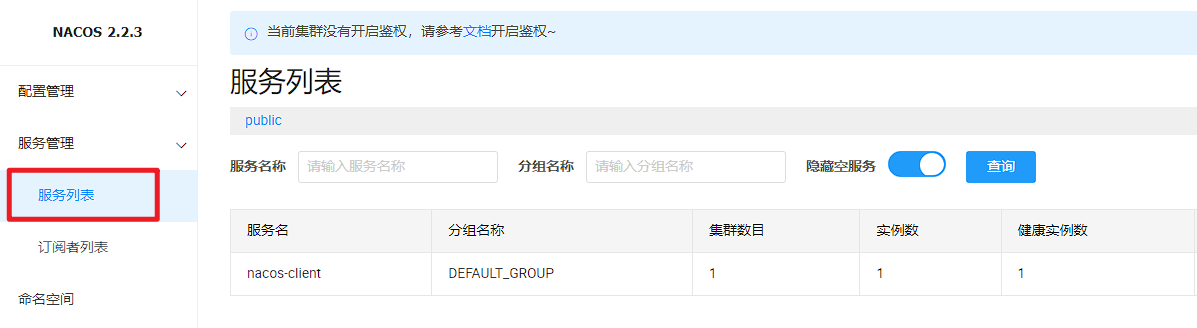 NACOS 2.2.3
当前集群没有开启鉴权，请参考文档开启鉴权~
配置管理
服务管理
服务列表
订阅者列表
命名空间
服务列表
public
服务名称 请输入服务名称 分组名称 请输入分组名称 隐藏空服务 查询
服务名 分组名称 集群数目 实例数 健康实例数
nacos-client DEFAULT_GROUP 1 1 1